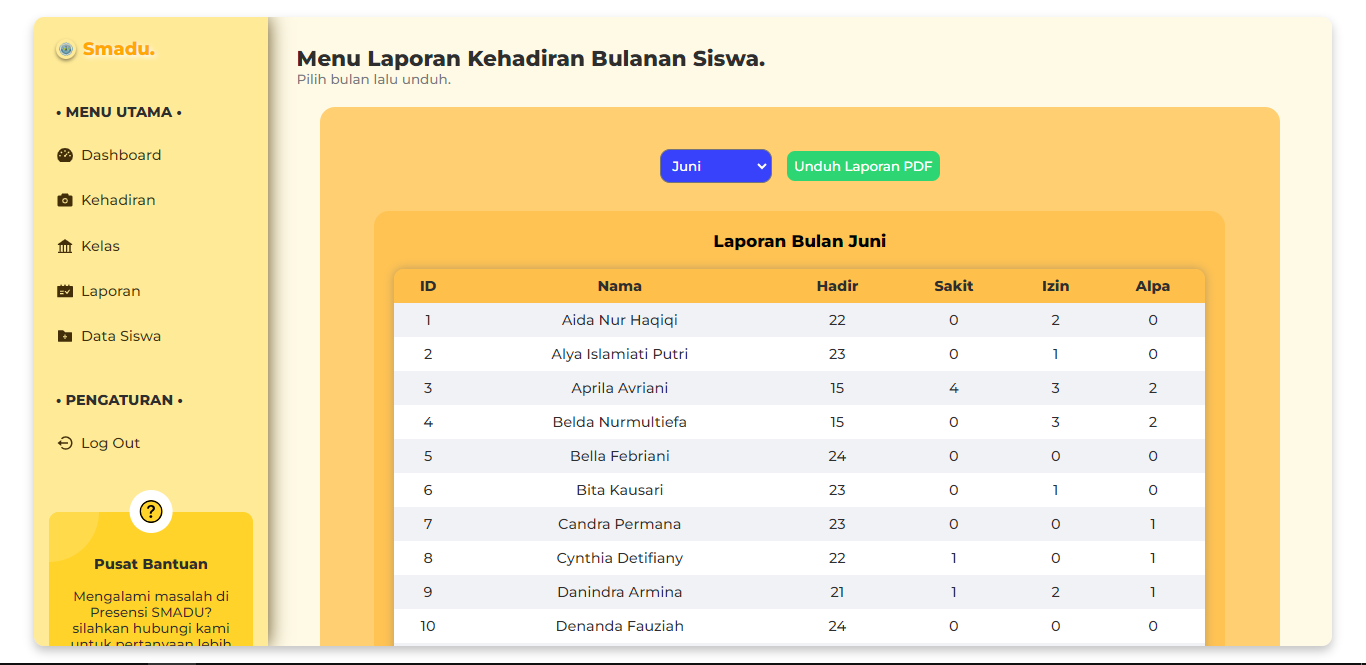 Smadu.
• MENU UTAMA •
Dashboard
Kehadiran
Kelas
Laporan
Data Siswa
• PENGATURAN •
Log Out
?
Pusat Bantuan
Mengalami masalah di
Presensi SMADU?
silahkan hubungi kami
untuk pertanyaan lebih
Menu Laporan Kehadiran Bulanan Siswa.
Pilih bulan lalu unduh.
Juni Unduh Laporan PDF
Laporan Bulan Juni
ID Nama Hadir Sakit Izin Alpa
1 Aida Nur Haqiqi 22 0 2 0
2 Alya Islamiati Putri 23 0 1 0
3 Aprila Avriani 15 4 3 2
4 Belda Nurmultiefa 15 0 3 2
5 Bella Febriani 24 0 0 0
6 Bita Kausari 23 0 1 0
7 Candra Permana 23 0 0 1
8 Cynthia Detifiany 22 1 0 1
9 Danindra Armina 21 1 2 1
10 Denanda Fauziah 24 0 0 0